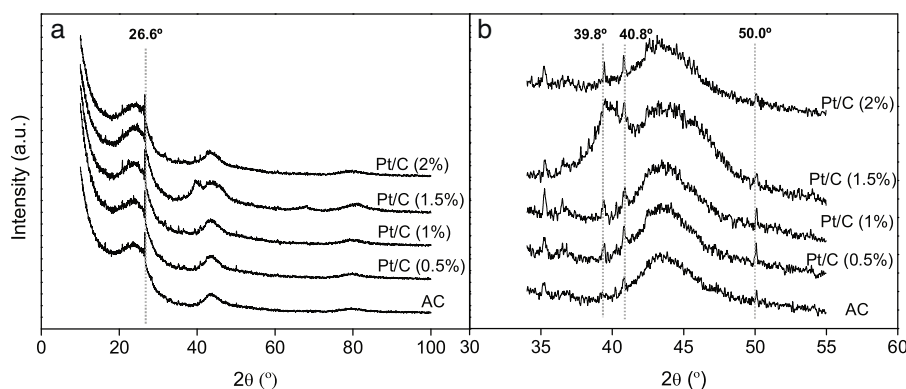 a
26.6º
Pt/C (2%)
Pt/C (1.5%)
Pt/C (1%)
Pt/C (0.5%)
AC
Intensity (a.u.)
0 20 40 60 80 100
2θ (º)
b
39.8º 40.8º 50.0º
Pt/C (2%)
Pt/C (1.5%)
Pt/C (1%)
Pt/C (0.5%)
AC
30 35 40 45 50 55 60
2θ (º)